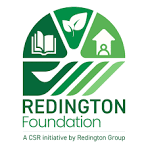 REDINGTON
Foundation
A CSR initiative by Redington Group